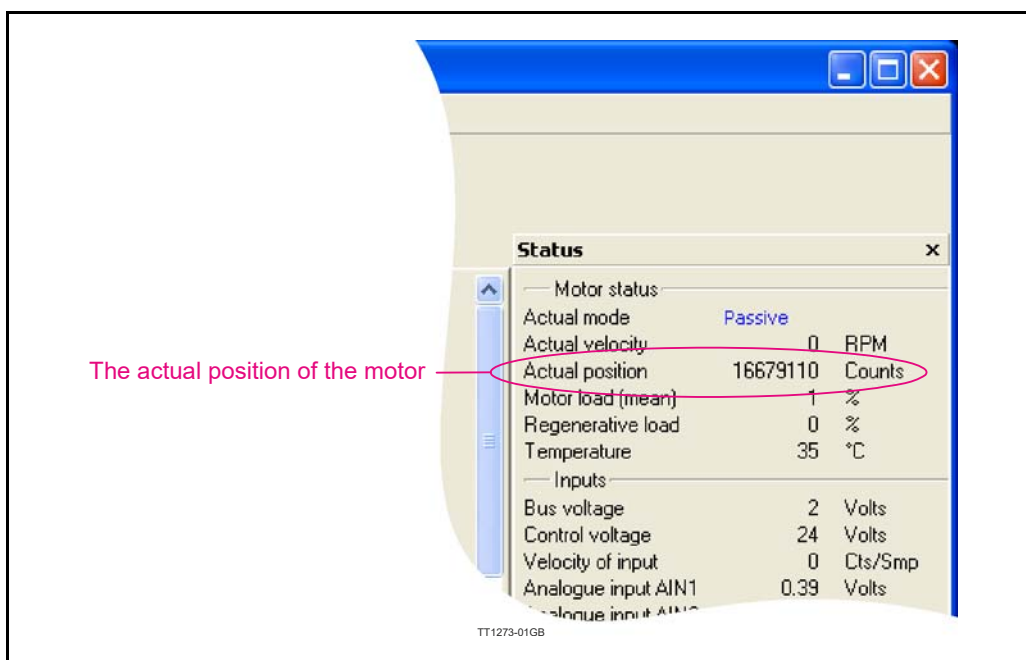 Status x
Motor status
Actual mode Passive
Actual velocity 0 RPM
The actual position of the motor
Actual position 16679110 Counts
Motor load (mean) 1 %
Regenerative load 0 %
Temperature 35 °C
Inputs
Bus voltage 2 Volts
Control voltage 24 Volts
Velocity of input 0 Cts/Smp
Analogue input AIN1 0.39 Volts
input
TT1273-01GB